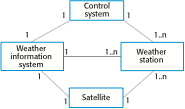 Control
system
1
1
1
1..n
Weather
information
system
1
1..n
Weather
station
1
1
1
1..n
Satellite